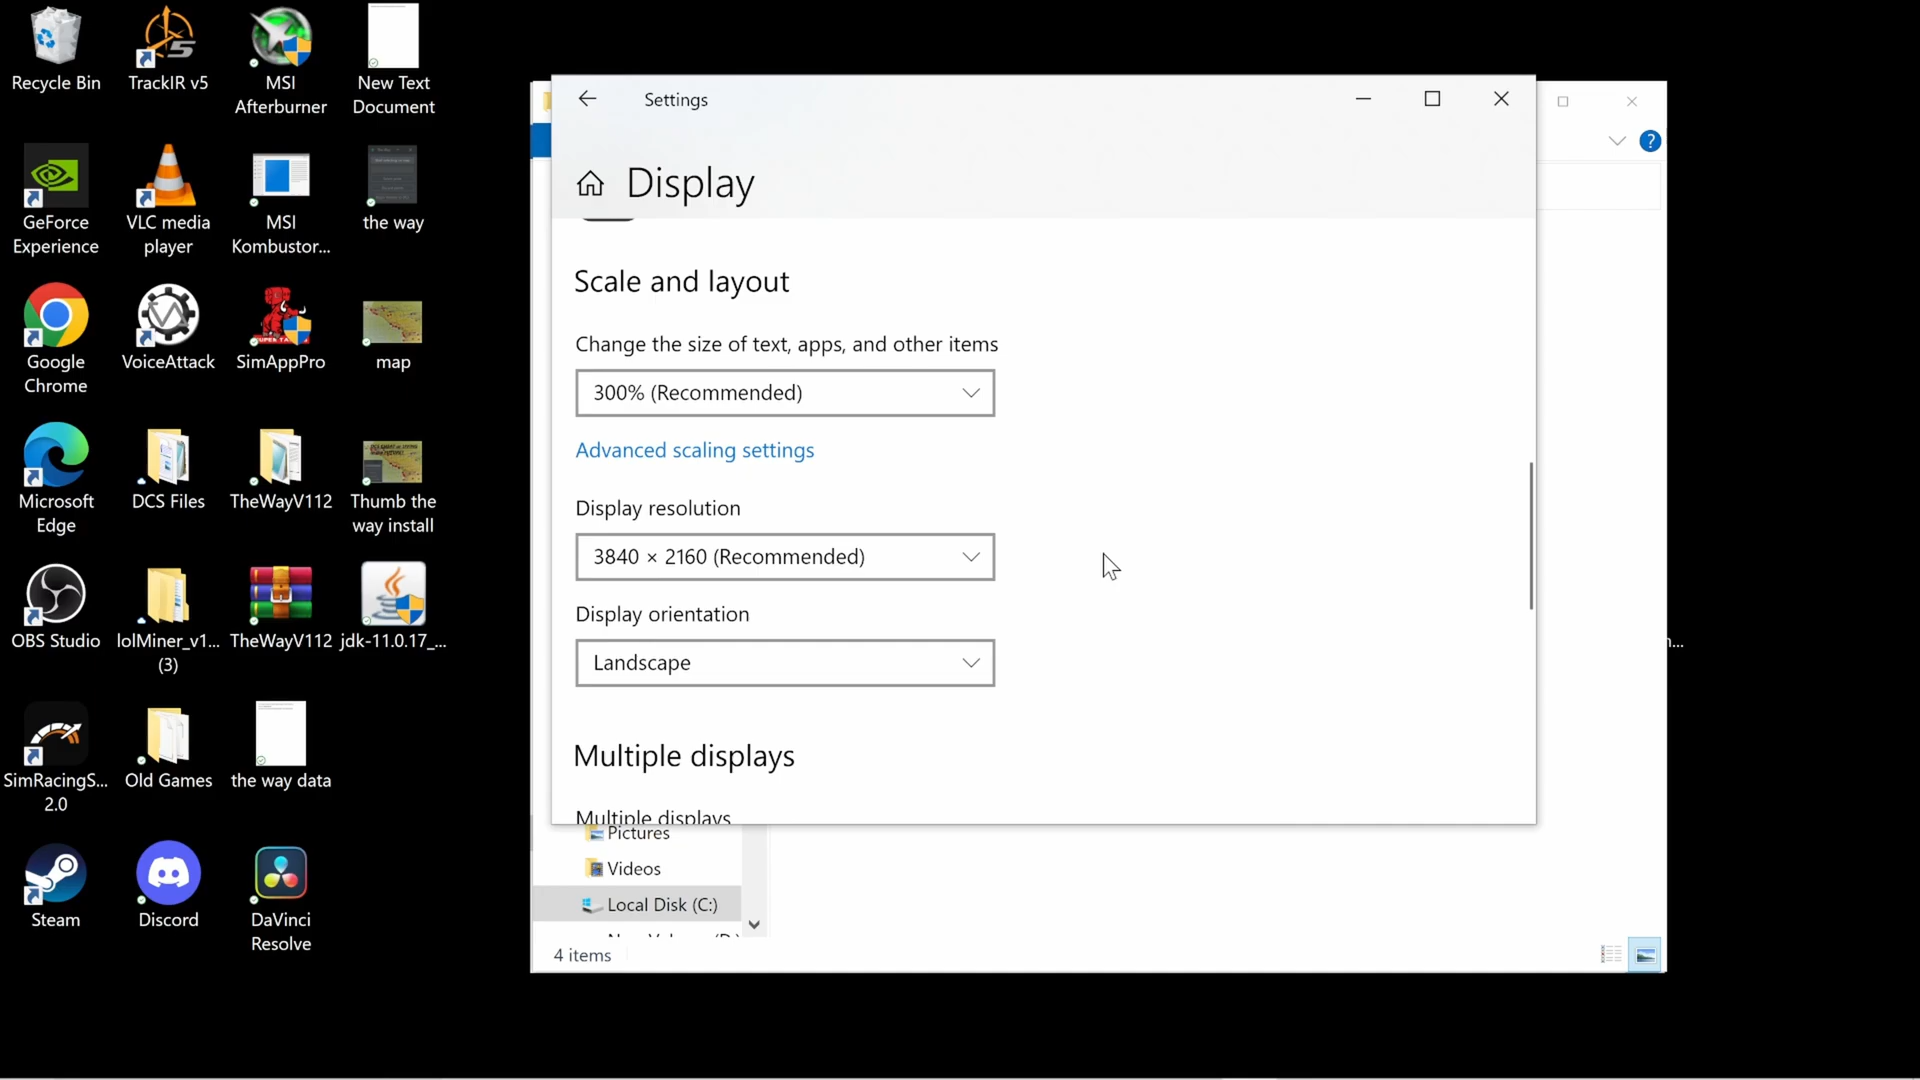 Recycle Bin
TrackIR v5
MSI
Afterburner
New Text
Document
GeForce
Experience
VLC media
player
MSI
Kombustor...
the way
Google
Chrome
VoiceAttack
SimAppPro
map
Microsoft
Edge
DCS Files
TheWayV112
Thumb the
way install
OBS Studio
lolMiner_v1...
(3)
TheWayV112
jdk-11.0.17_...
SimRacingS...
2.0
Old Games
the way data
Steam
Discord
DaVinci
Resolve
Settings
Display
Scale and layout
Change the size of text, apps, and other items
300% (Recommended)
Advanced scaling settings
Display resolution
3840 × 2160 (Recommended)
Display orientation
Landscape
Multiple displays
Multiple displays
Pictures
Videos
Local Disk (C:)
4 items